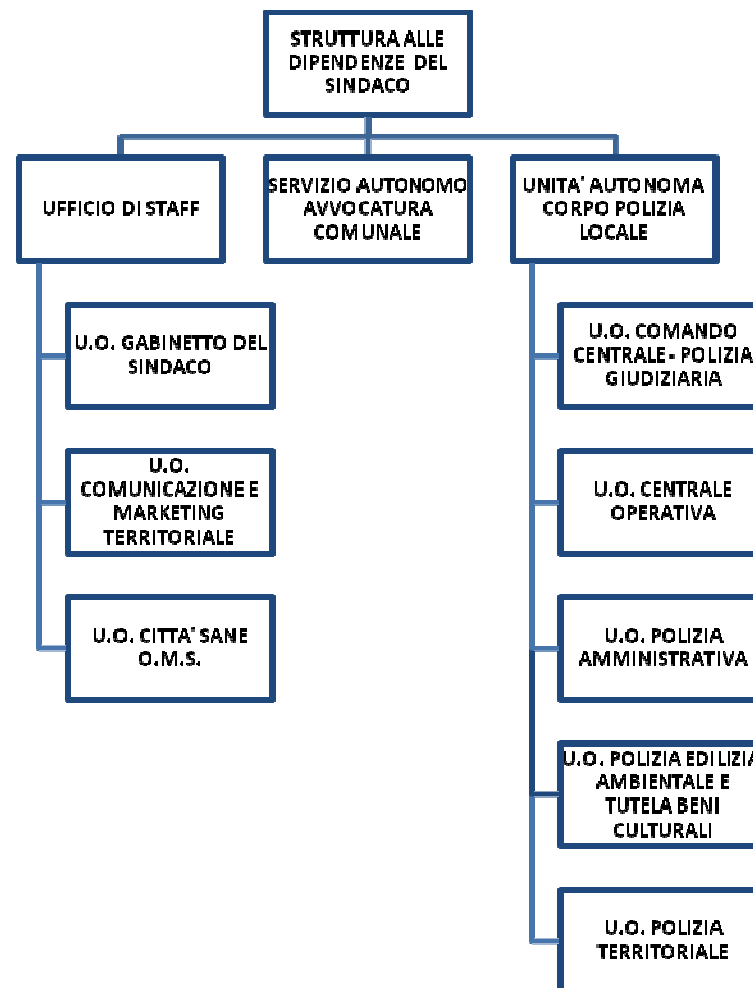 STRUTTURA ALLE
DIPENDENZE DEL
SINDACO
UFFICIO DI STAFF
SERVIZIO AUTONOMO
AVVOCATURA
COMUNALE
UNITA' AUTONOMA
CORPO POLIZIA
LOCALE
U.O. GABINETTO DEL
SINDACO
U.O.
COMUNICAZIONE E
MARKETING
TERRITORIALE
U.O. CITTA' SANE
O.M.S.
U.O. COMANDO
CENTRALE - POLIZIA
GIUDIZIARIA
U.O. CENTRALE
OPERATIVA
U.O. POLIZIA
AMMINISTRATIVA
U.O. POLIZIA EDILIZIA
AMBIENTALE E
TUTELA BENI
CULTURALI
U.O. POLIZIA
TERRITORIALE